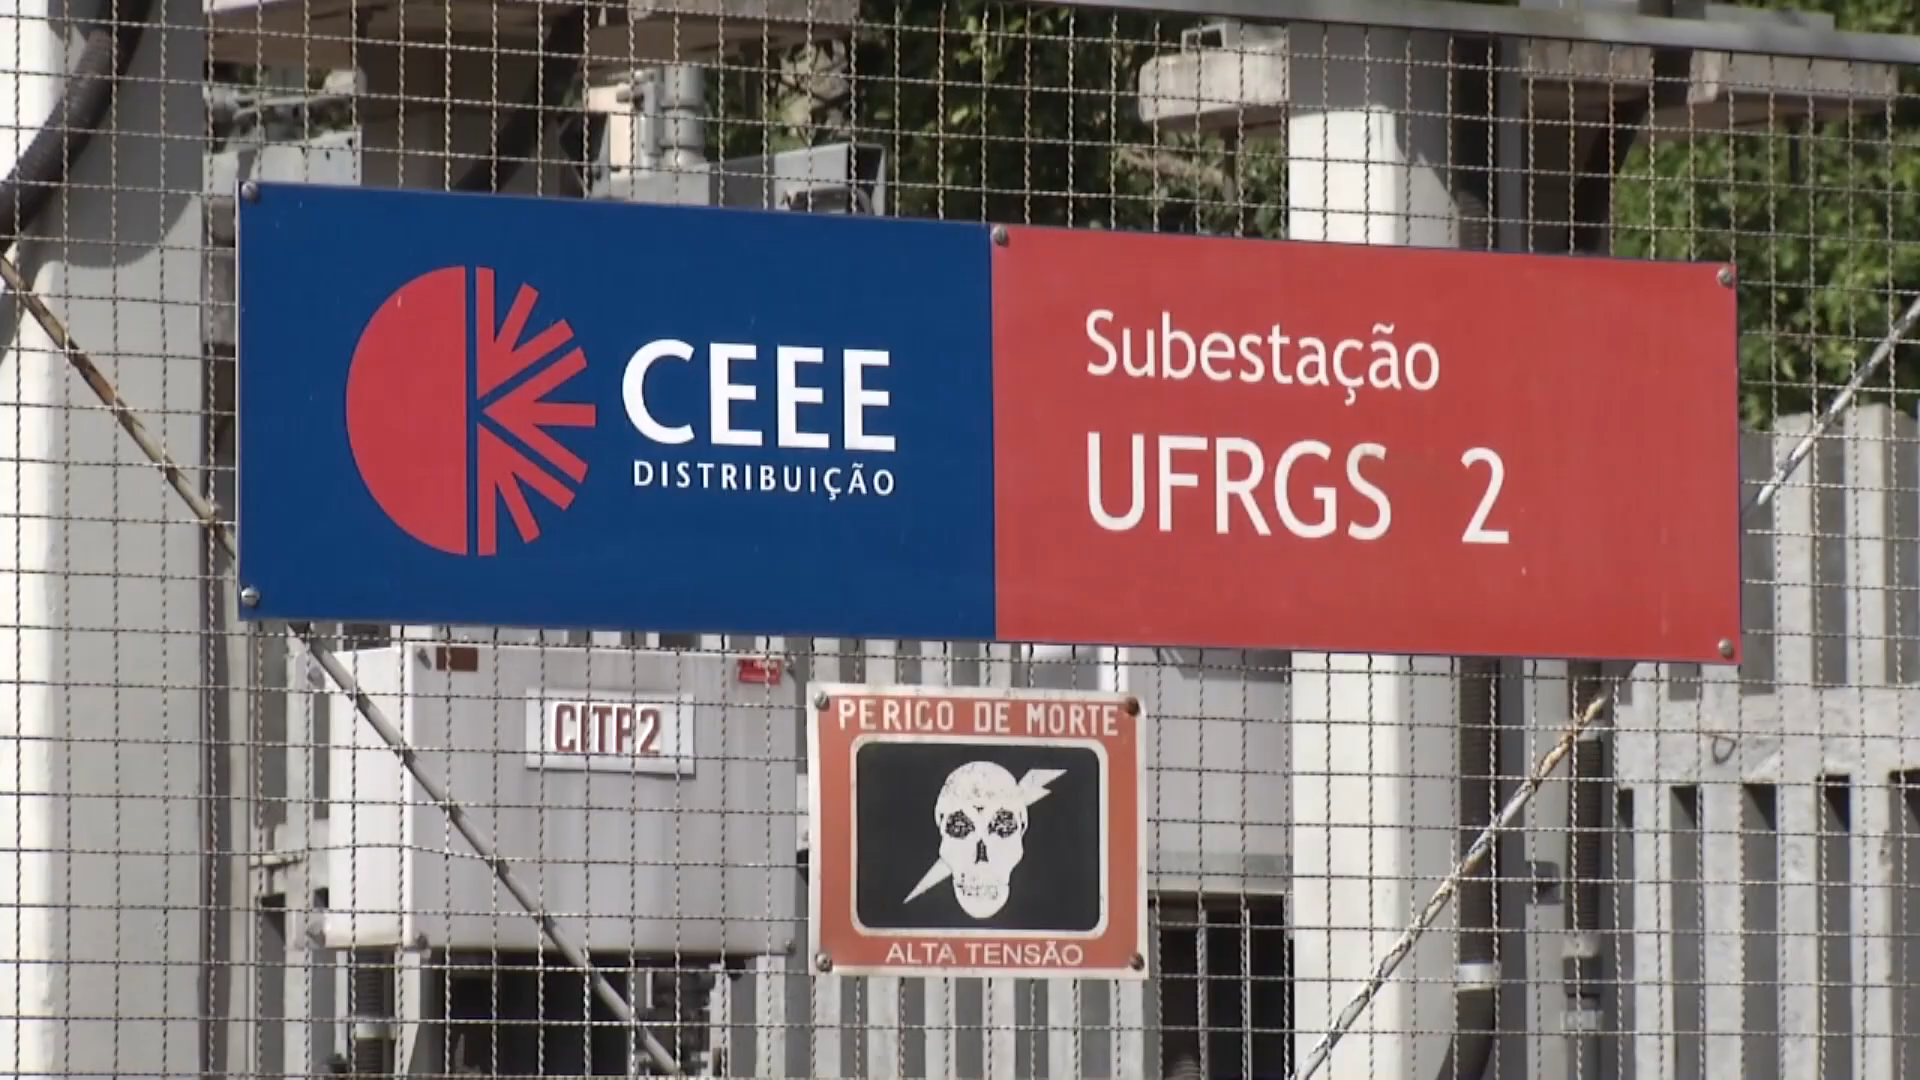 CEEE
DISTRIBUIÇÃO
Subestação
UFRGS 2
CITP2
PERIGO DE MORTE
ALTA TENSÃO